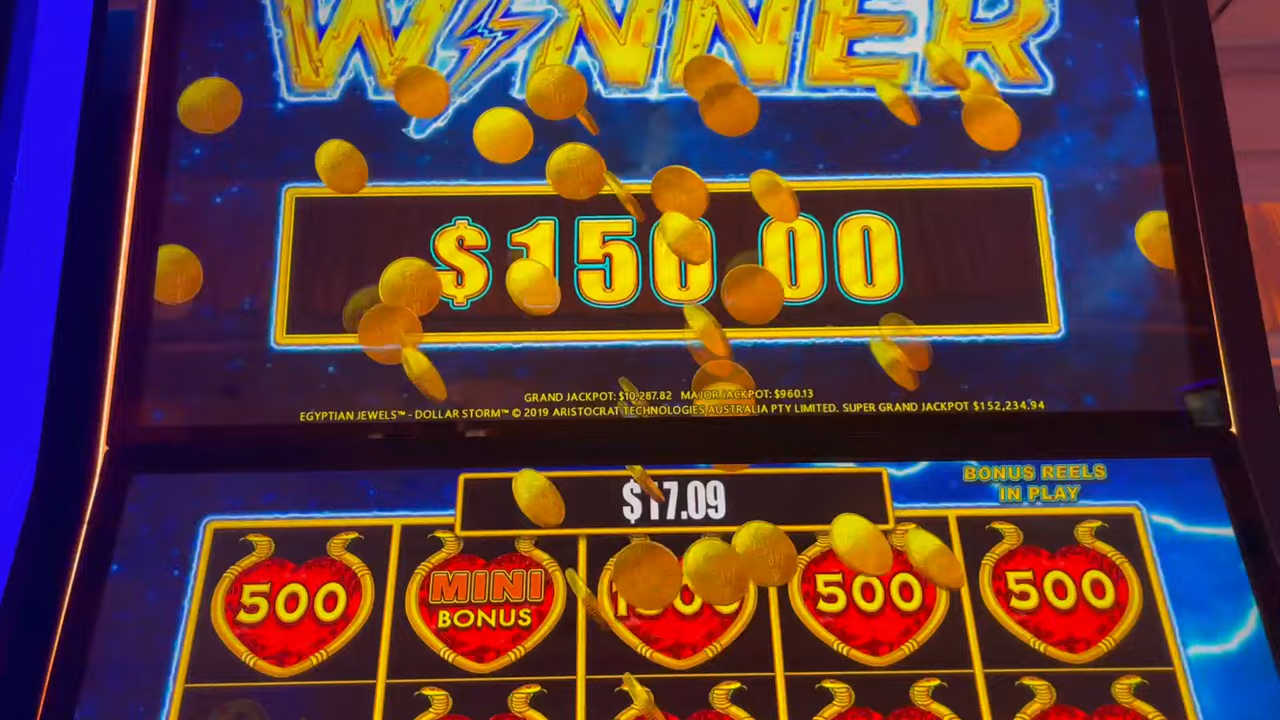 WINNER
$150.00
GRAND JACKPOT: $10,287.82 MAJOR JACKPOT: $960.13
EGYPTIAN JEWELS™ - DOLLAR STORM™ © 2019 ARISTOCRAT TECHNOLOGIES AUSTRALIA PTY LIMITED. SUPER GRAND JACKPOT $152,234.94
BONUS REELS
IN PLAY
$17.09
500
MINI
BONUS
500
500